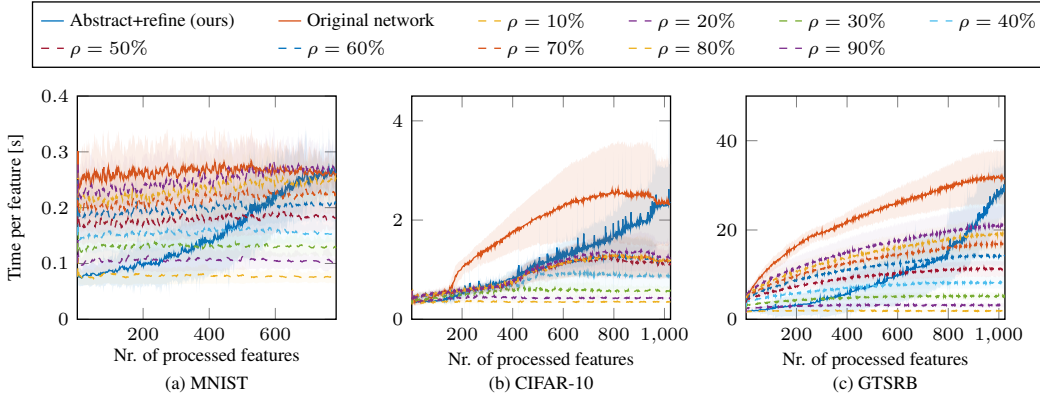 Abstract+refine (ours) Original network ρ = 10% ρ = 20% ρ = 30% ρ = 40%
ρ = 50% ρ = 60% ρ = 70% ρ = 80% ρ = 90%
Time per feature [s]
0.4
0.3
0.2
0.1
0
200 400 600
Nr. of processed features
(a) MNIST
4
2
0
200 400 600 800 1,000
Nr. of processed features
(b) CIFAR-10
40
20
0
200 400 600 800 1,000
Nr. of processed features
(c) GTSRB